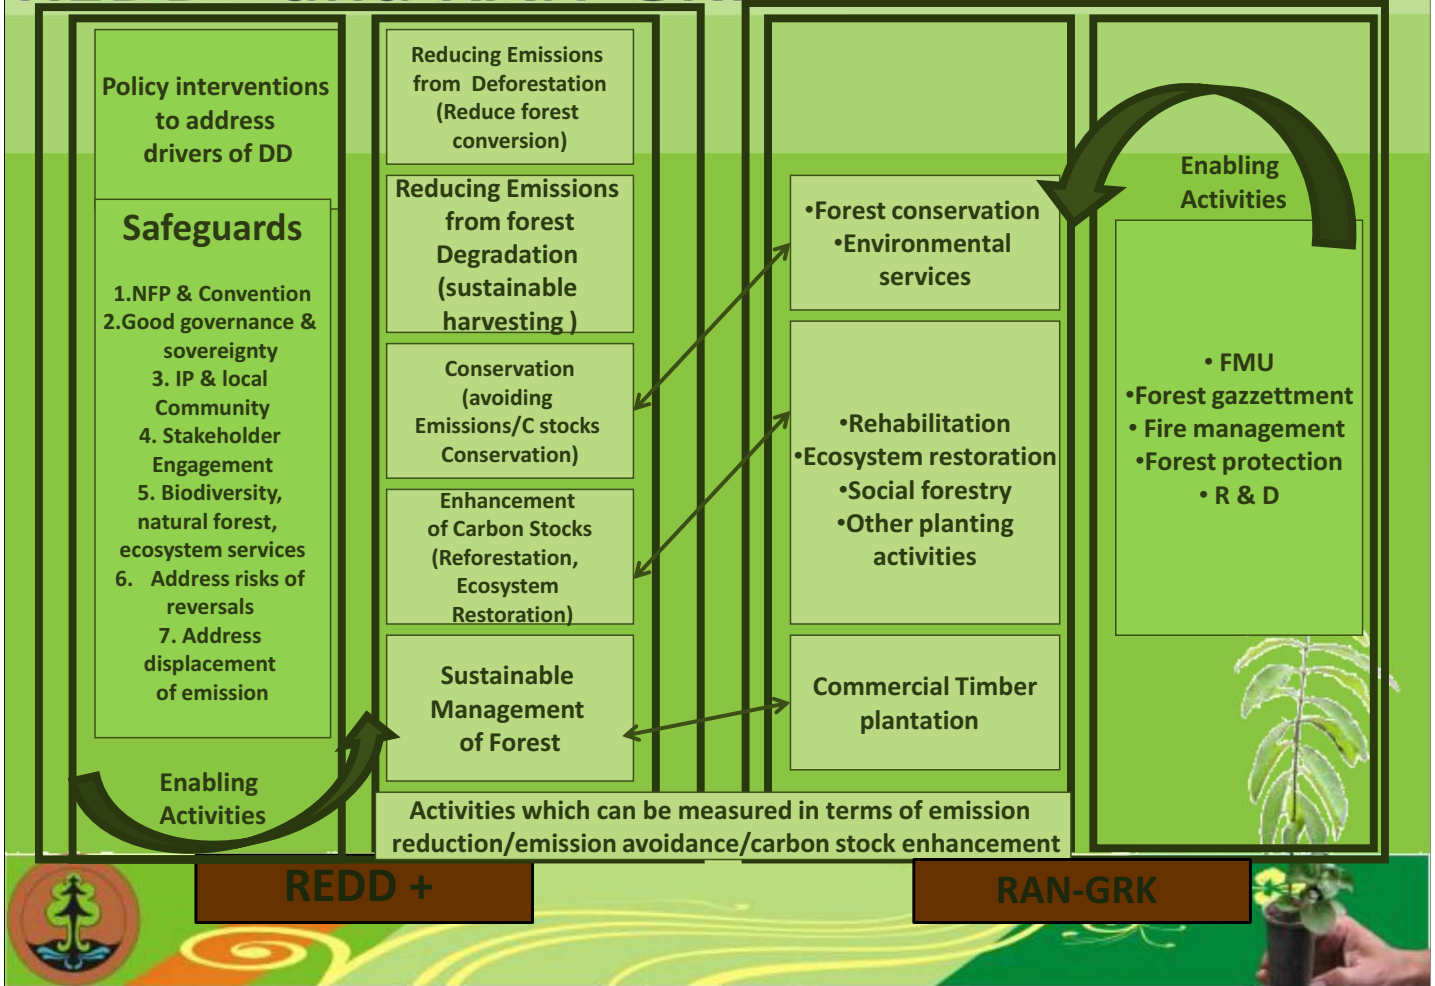 Policy interventions
to address
drivers of DD
Safeguards
1.NFP & Convention
2.Good governance &
sovereignty
3. IP & local
Community
4. Stakeholder
Engagement
5. Biodiversity,
natural forest,
ecosystem services
6. Address risks of
reversals
7. Address
displacement
of emission
Enabling
Activities
Reducing Emissions
from Deforestation
(Reduce forest
conversion)
Reducing Emissions
from forest
Degradation
(sustainable
harvesting )
Conservation
(avoiding
Emissions/C stocks
Conservation)
Enhancement
of Carbon Stocks
(Reforestation,
Ecosystem
Restoration)
Sustainable
Management
of Forest
•Forest conservation
•Environmental
services
•Rehabilitation
•Ecosystem restoration
•Social forestry
•Other planting
activities
Commercial Timber
plantation
Enabling
Activities
• FMU
•Forest gazzettment
• Fire management
•Forest protection
• R & D
Activities which can be measured in terms of emission
reduction/emission avoidance/carbon stock enhancement
REDD +
RAN-GRK